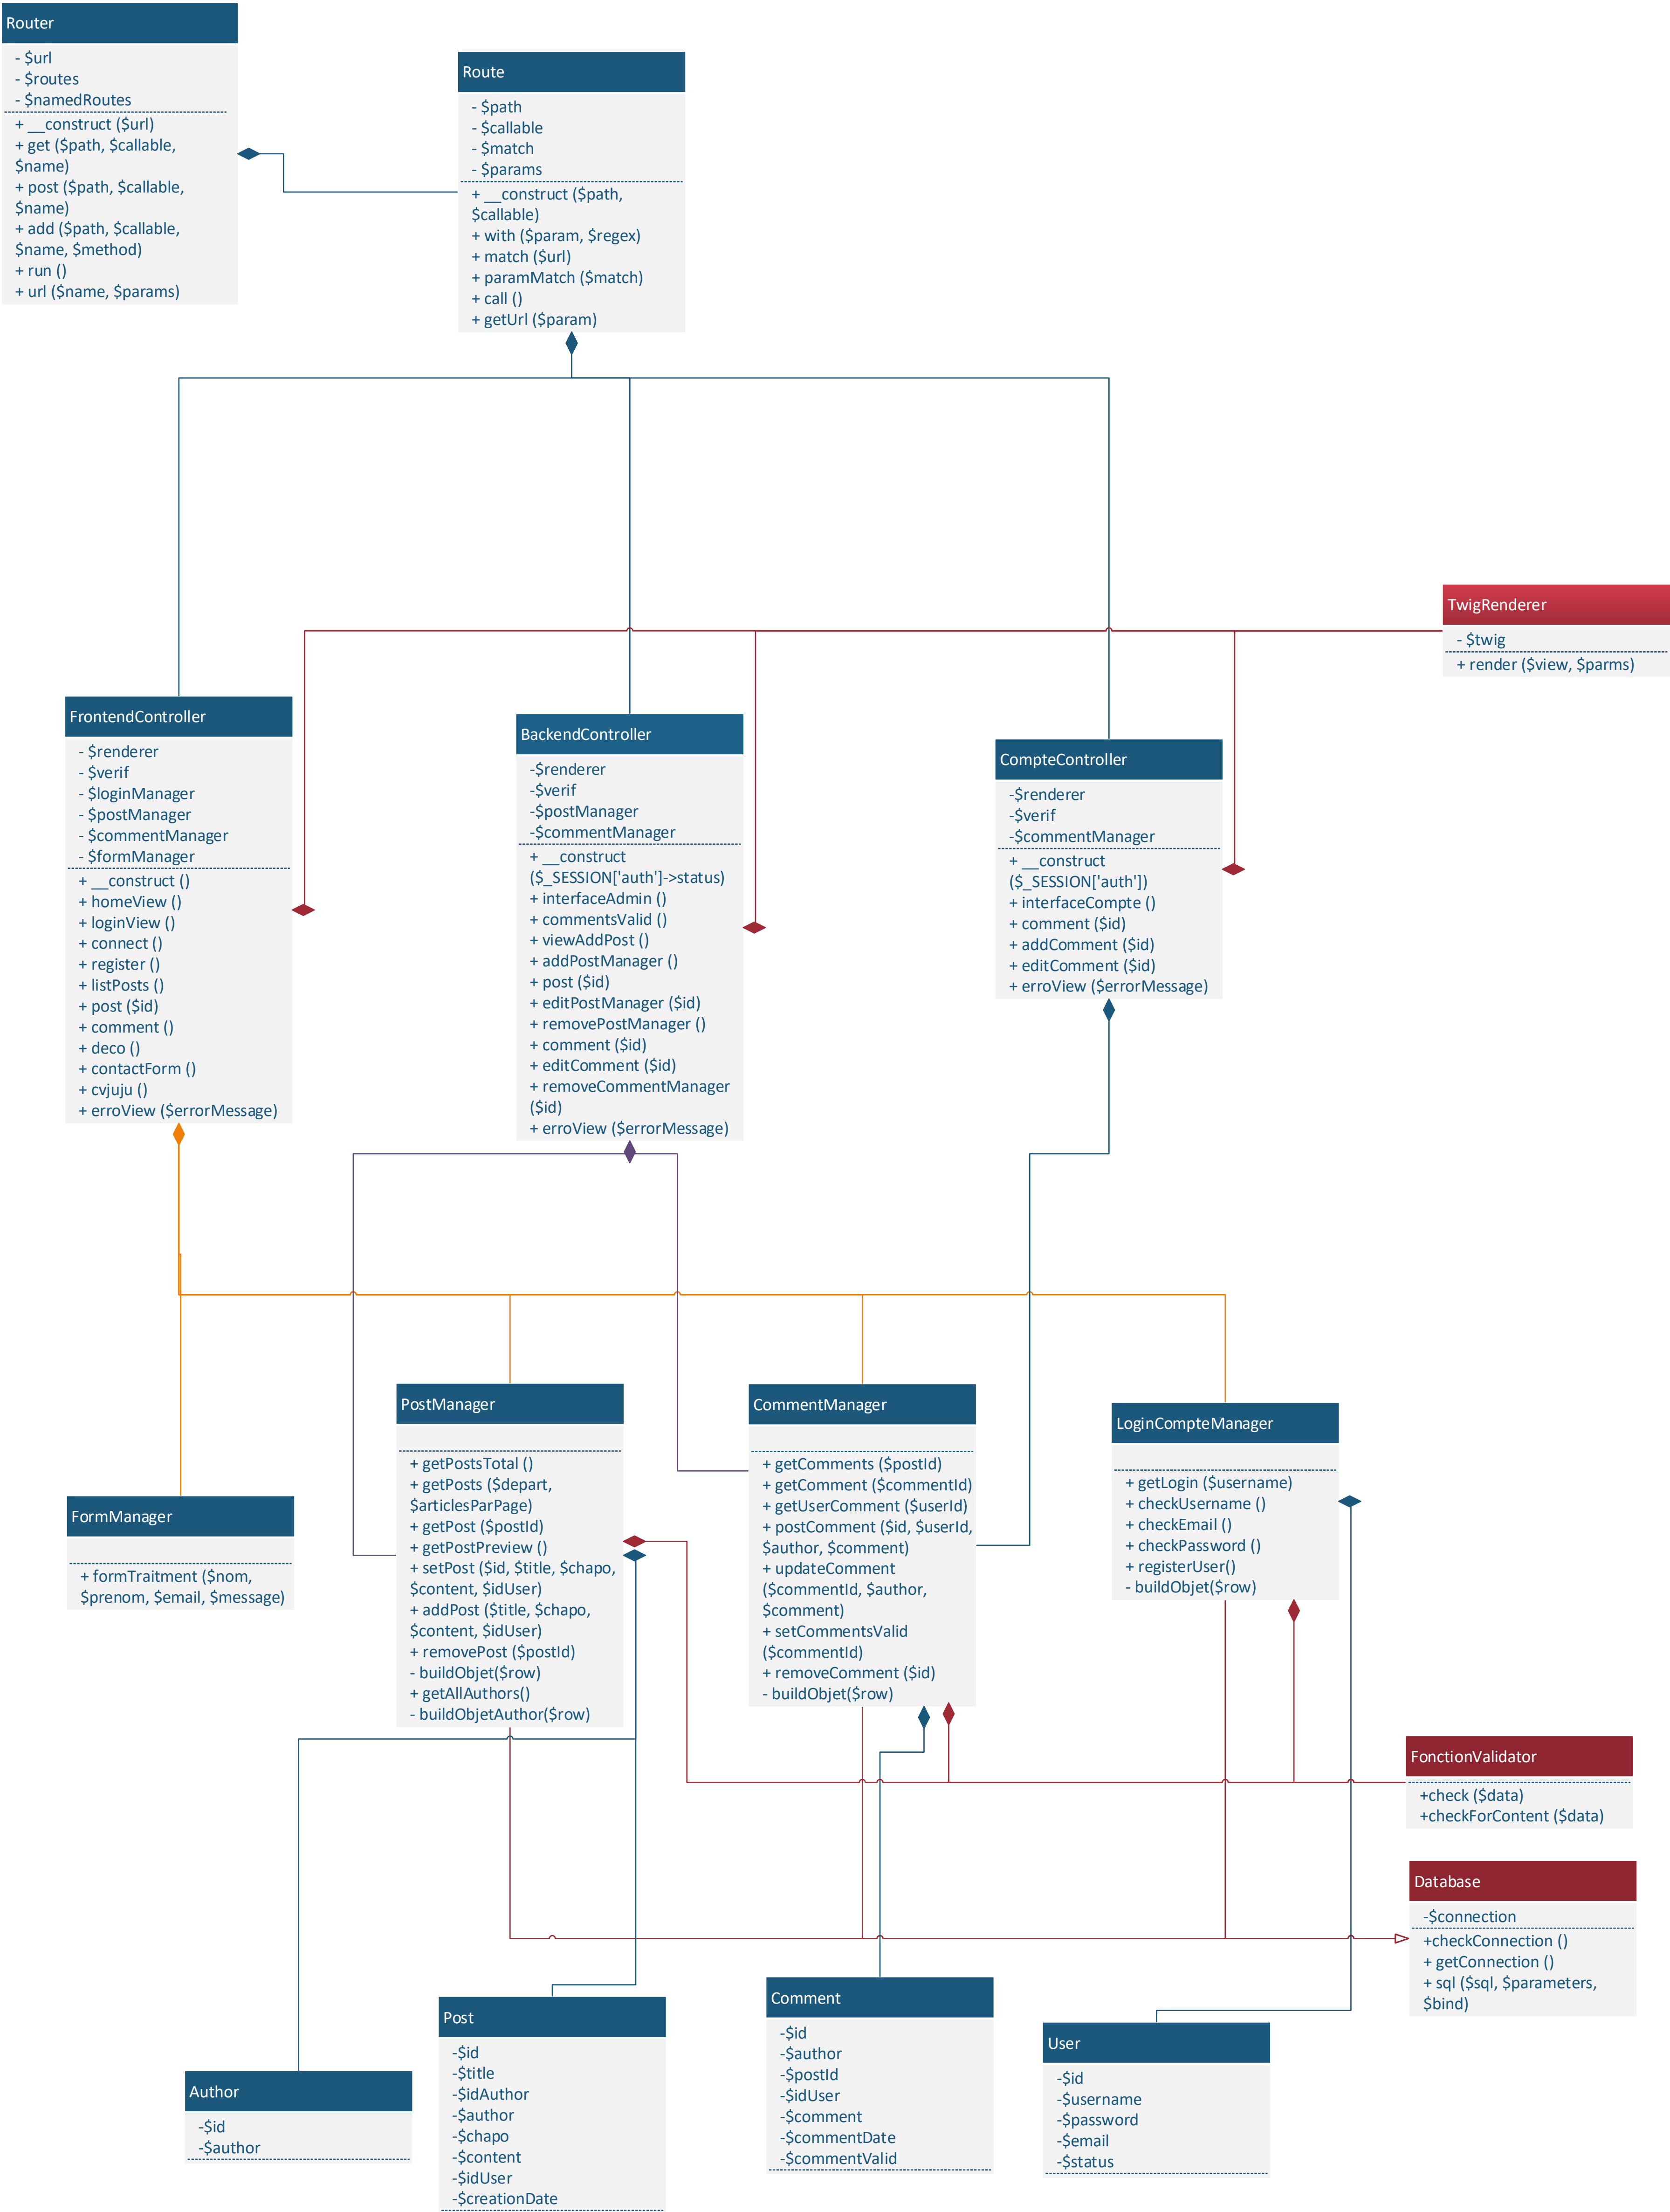 Router
- $url
- $routes
- $namedRoutes
+ __construct ($url)
+ get ($path, $callable,
$name)
+ post ($path, $callable,
$name)
+ add ($path, $callable,
$name, $method)
+ run ()
+ url ($name, $params)
Route
- $path
- $callable
- $match
- $params
+ __construct ($path,
$callable)
+ with ($param, $regex)
+ match ($url)
+ paramMatch ($match)
+ call ()
+ getUrl ($param)
TwigRenderer
- $twig
+ render ($view, $parms)
FrontendController
- $renderer
- $verif
- $loginManager
- $postManager
- $commentManager
- $formManager
+ __construct ()
+ homeView ()
+ loginView ()
+ connect ()
+ register ()
+ listPosts ()
+ post ($id)
+ comment ()
+ deco ()
+ contactForm ()
+ cvjuju ()
+ erroView ($errorMessage)
BackendController
-$renderer
-$verif
-$postManager
-$commentManager
+ __construct
($_SESSION['auth']->status)
+ interfaceAdmin ()
+ commentsValid ()
+ viewAddPost ()
+ addPostManager ()
+ post ($id)
+ editPostManager ($id)
+ removePostManager ()
+ comment ($id)
+ editComment ($id)
+ removeCommentManager
($id)
+ erroView ($errorMessage)
CompteController
-$renderer
-$verif
-$commentManager
+ __construct
($_SESSION['auth'])
+ interfaceCompte ()
+ comment ($id)
+ addComment ($id)
+ editComment ($id)
+ erroView ($errorMessage)
FormManager
+ formTraitment ($nom,
$prenom, $email, $message)
PostManager
+ getPostsTotal ()
+ getPosts ($depart,
$articlesParPage)
+ getPost ($postId)
+ getPostPreview ()
+ setPost ($id, $title, $chapo,
$content, $idUser)
+ addPost ($title, $chapo,
$content, $idUser)
+ removePost ($postId)
- buildObjet($row)
+ getAllAuthors()
- buildObjetAuthor($row)
CommentManager
+ getComments ($postId)
+ getComment ($commentId)
+ getUserComment ($userId)
+ postComment ($id, $userId,
$author, $comment)
+ updateComment
($commentId, $author,
$comment)
+ setCommentsValid
($commentId)
+ removeComment ($id)
- buildObjet($row)
LoginCompteManager
+ getLogin ($username)
+ checkUsername ()
+ checkEmail ()
+ checkPassword ()
+ registerUser()
- buildObjet($row)
FonctionValidator
+check ($data)
+checkForContent ($data)
Database
-$connection
+checkConnection ()
+ getConnection ()
+ sql ($sql, $parameters,
$bind)
Author
-$id
-$author
Post
-$id
-$title
-$idAuthor
-$author
-$chapo
-$content
-$idUser
-$creationDate
Comment
-$id
-$author
-$postId
-$idUser
-$comment
-$commentDate
-$commentValid
User
-$id
-$username
-$password
-$email
-$status